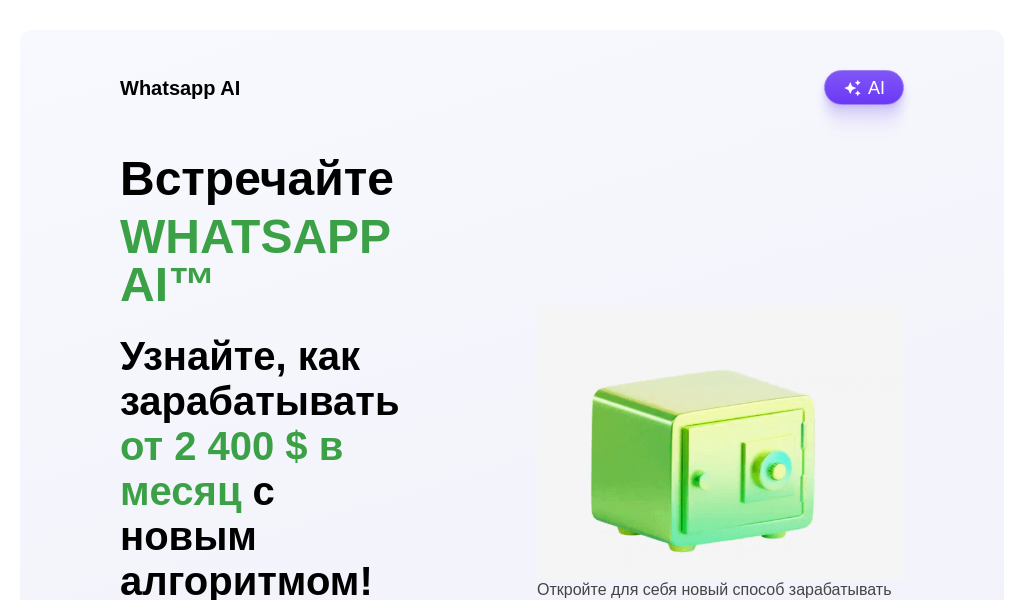 Whatsapp AI
AI
Встречайте
WHATSAPP
AI™
Узнайте, как
зарабатывать
от 2 400 $ в
месяц с
новым
алгоритмом!
Откройте для себя новый способ зарабатывать